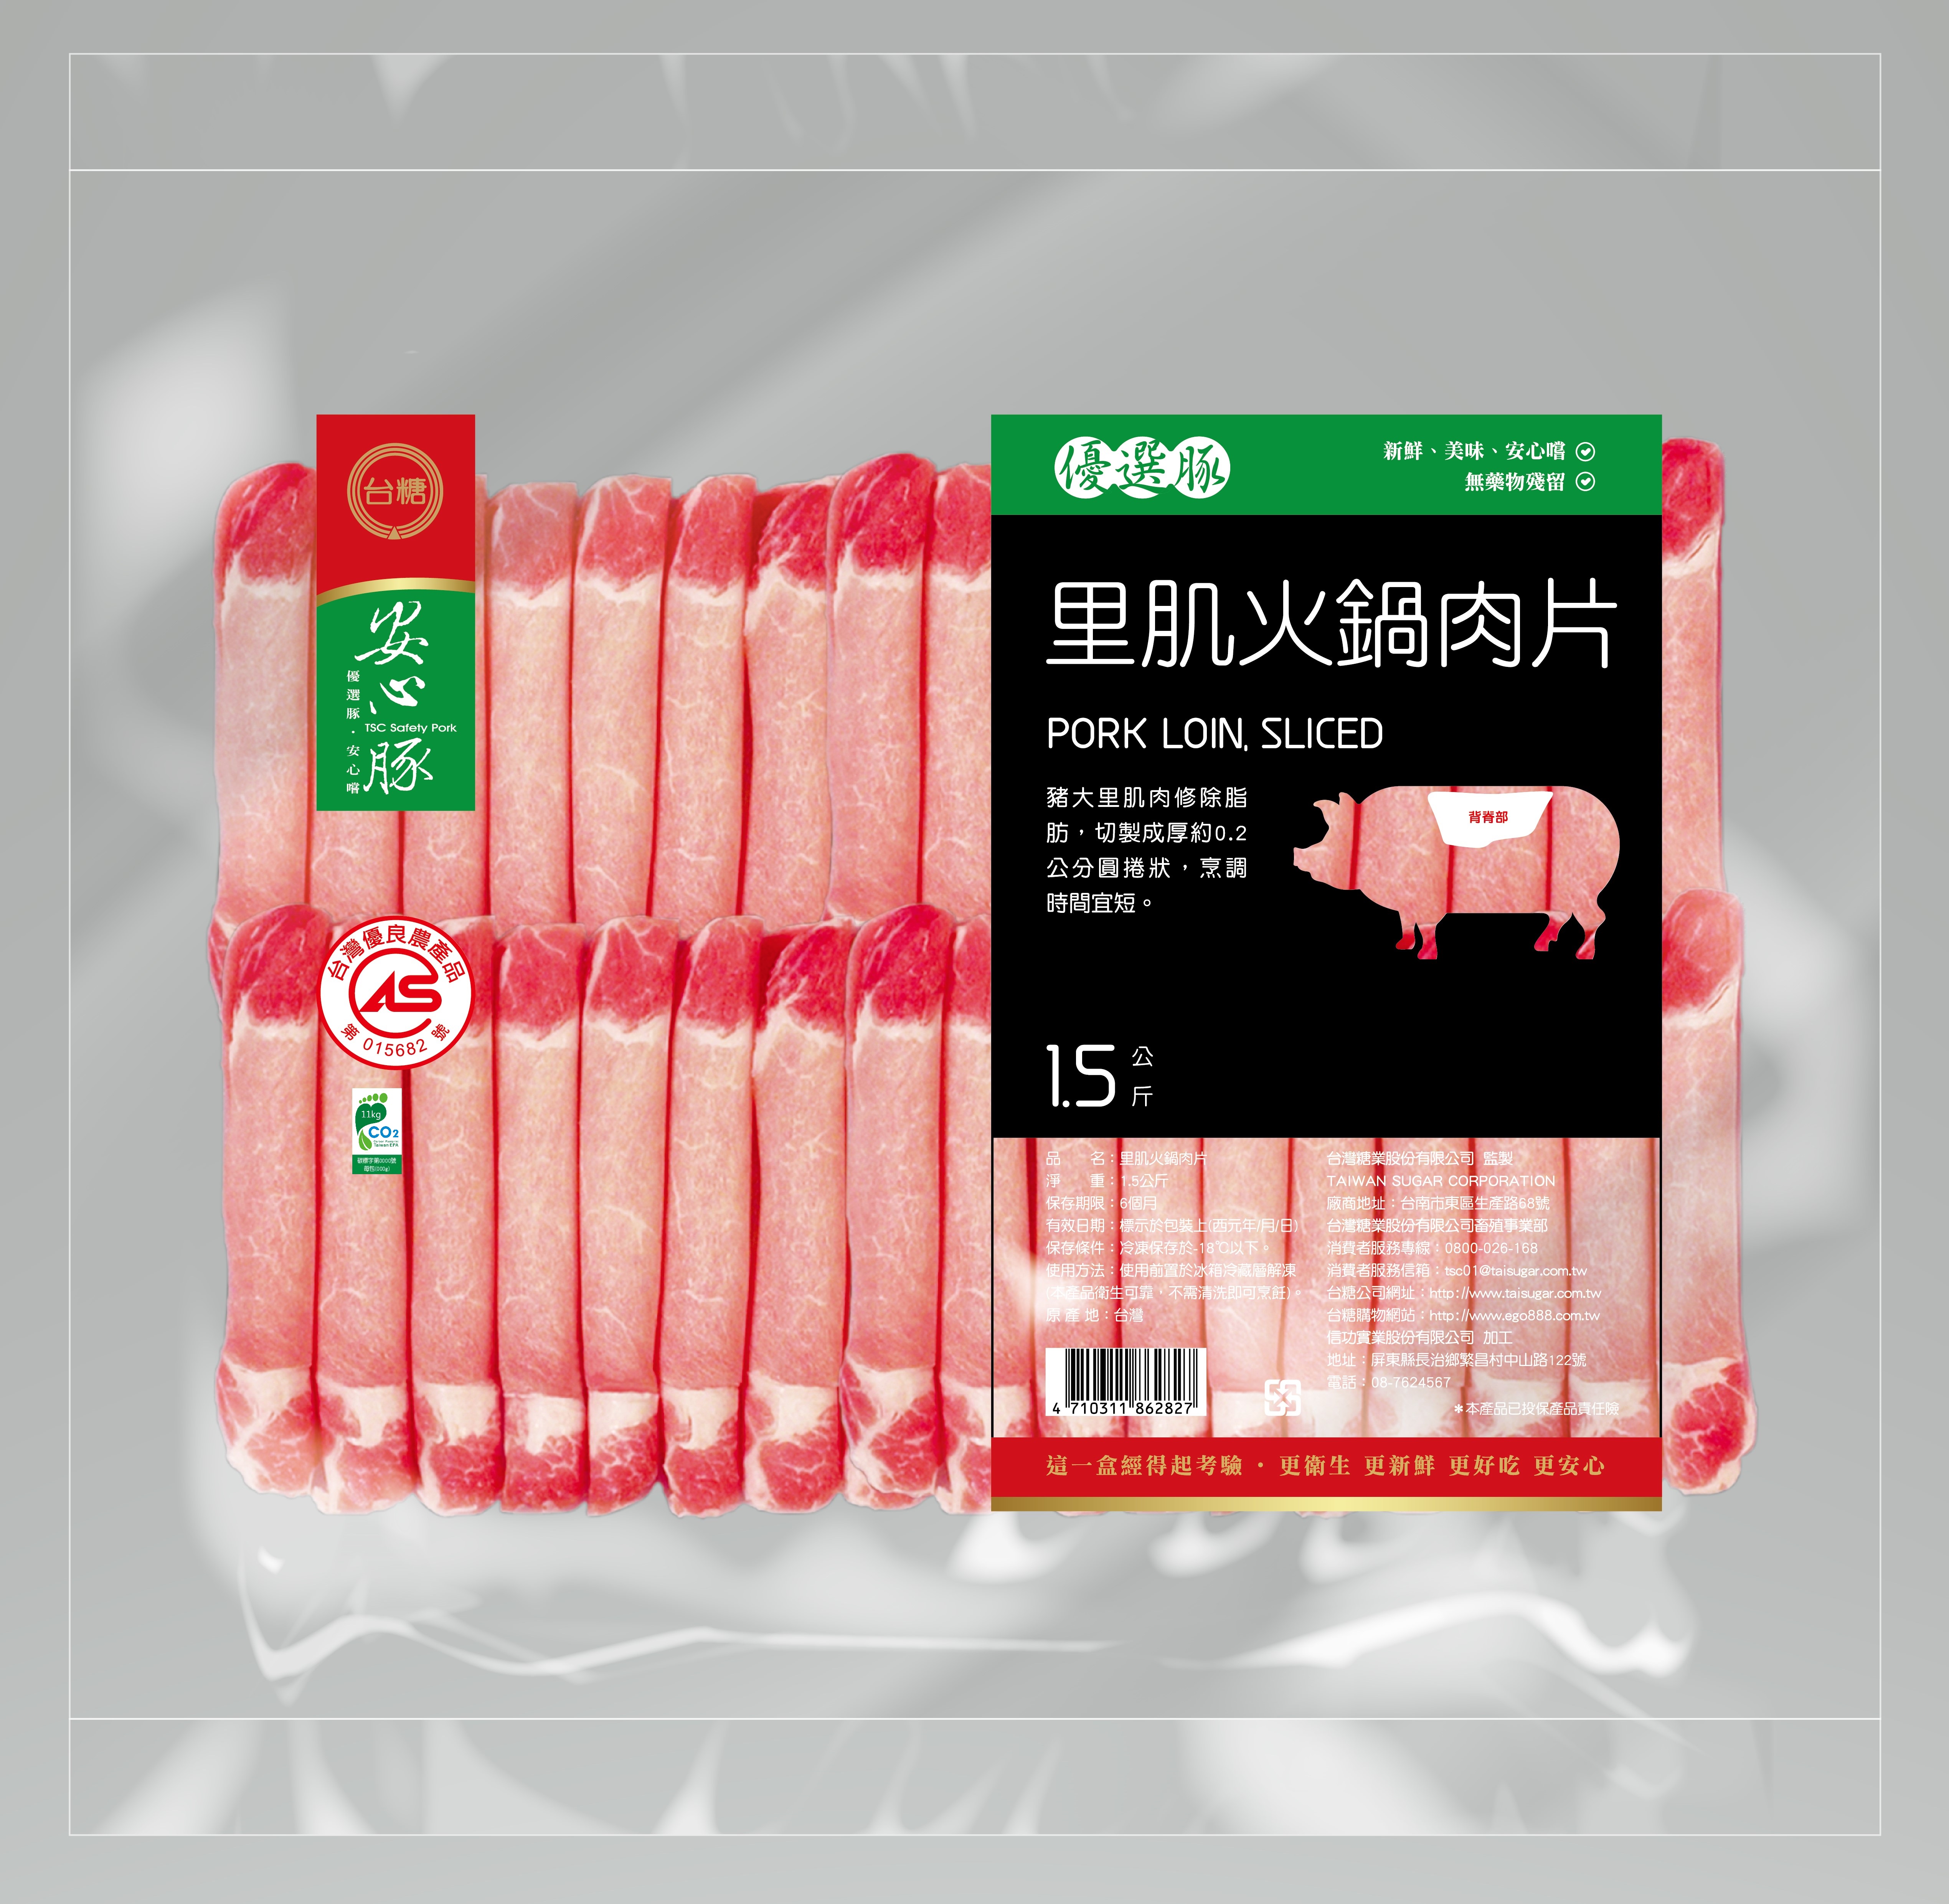 台糖
安心豚
TSC Safety Pork
優選豚・安心嚐
台灣優良農產品
CAS
第 015682 號
11kg
CO2
Taiwan EPA
優選豚
新鮮、美味、安心嚐
無藥物殘留
里肌火鍋肉片
PORK LOIN, SLICED
豬大里肌肉修除脂
肪，切製成厚約0.2
公分圓捲狀，烹調
時間宜短。
背脊部
1.5 公斤
品　　名：里肌火鍋肉片
淨　　重：1.5公斤
保存期限：6個月
有效日期：標示於包裝上(西元年/月/日)
保存條件：冷凍保存於-18℃以下。
使用方法：使用前置於冰箱冷藏層解凍
(本產品衛生可靠，不需清洗即可烹飪)。
原 產 地：台灣
4 710311 862827
台灣糖業股份有限公司 監製
TAIWAN SUGAR CORPORATION
廠商地址：台南市東區生產路68號
台灣糖業股份有限公司畜殖事業部
消費者服務專線：0800-026-168
消費者服務信箱：tsc01@taisugar.com.tw
台糖公司網址：http://www.taisugar.com.tw
台糖購物網站：http://www.ego888.com.tw
信功實業股份有限公司 加工
地址：屏東縣長治鄉繁昌村中山路122號
電話：08-7624567
＊本產品已投保產品責任險
這一盒經得起考驗・更衛生 更新鮮 更好吃 更安心